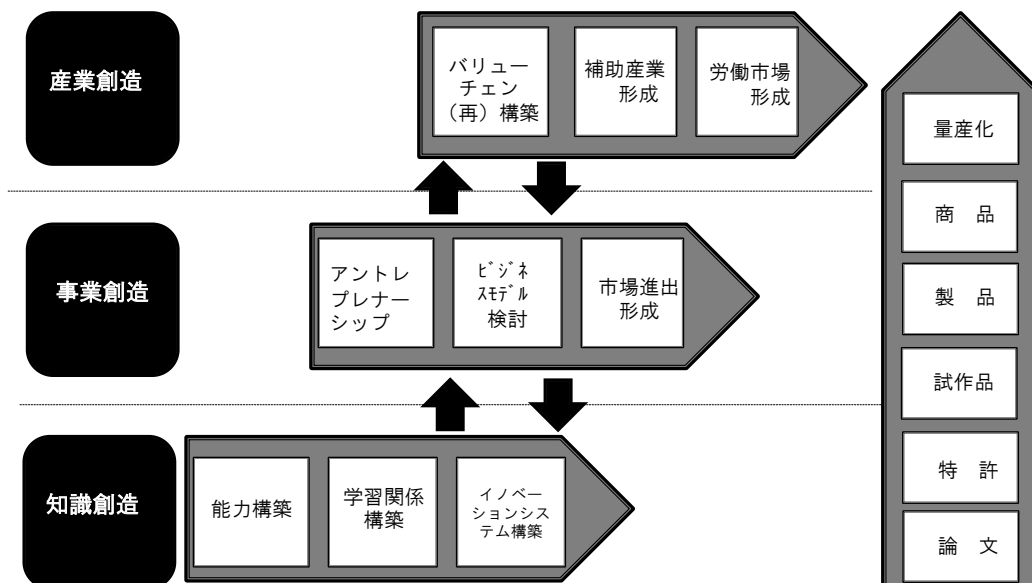 産業創造
バリュー
チェン
（再）構築
補助産業
形成
労働市場
形成
事業創造
アントレ
プレナー
シップ
ﾋﾞｼﾞﾈ
ｽﾓﾃﾞﾙ
検討
市場進出
形成
知識創造
能力構築
学習関係
構築
イノベー
ションシス
テム構築
量産化
商　品
製　品
試作品
特　許
論　文